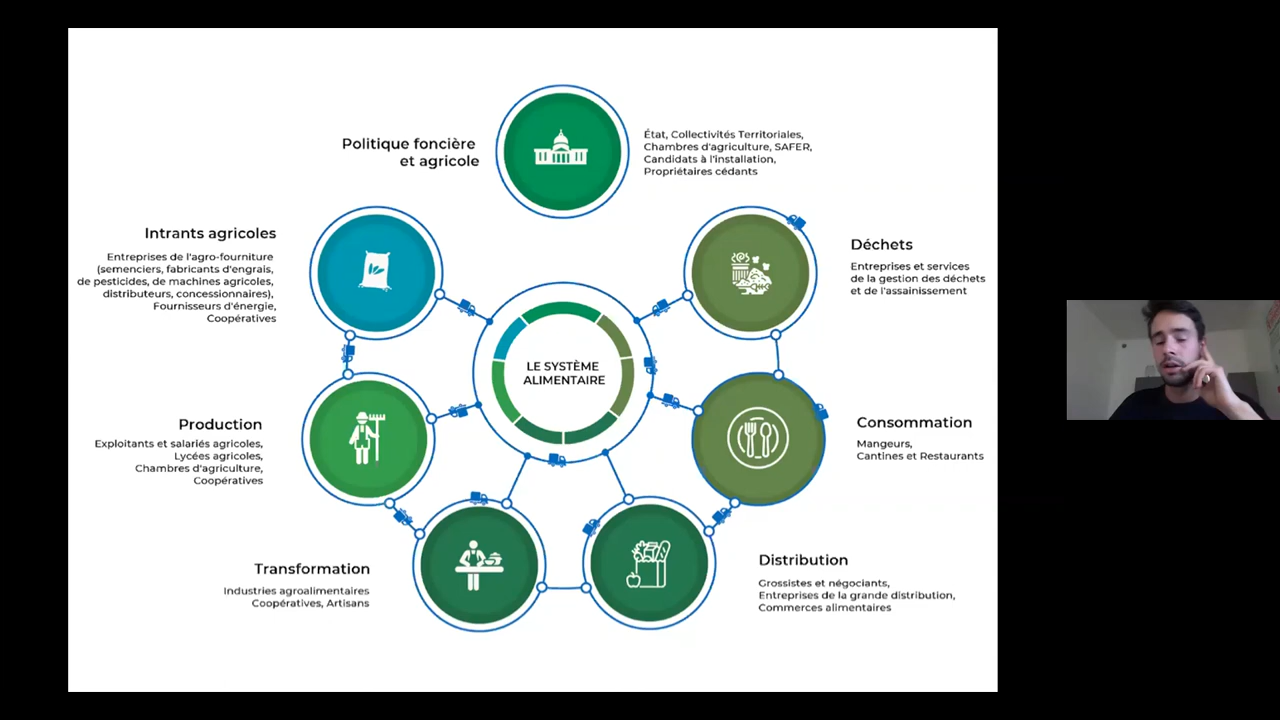 Politique foncière
et agricole
État, Collectivités Territoriales,
Chambres d'agriculture, SAFER,
Candidats à l'installation,
Propriétaires cédants
Intrants agricoles
Entreprises de l'agro-fourniture
(semenciers, fabricants d'engrais,
de pesticides, de machines agricoles,
distributeurs, concessionnaires),
Fournisseurs d'énergie,
Coopératives
Déchets
Entreprises et services
de la gestion des déchets
et de l'assainissement
LE SYSTÈME
ALIMENTAIRE
Production
Exploitants et salariés agricoles,
Lycées agricoles,
Chambres d'agriculture,
Coopératives
Consommation
Mangeurs,
Cantines et Restaurants
Transformation
Industries agroalimentaires
Coopératives, Artisans
Distribution
Grossistes et négociants,
Entreprises de la grande distribution,
Commerces alimentaires